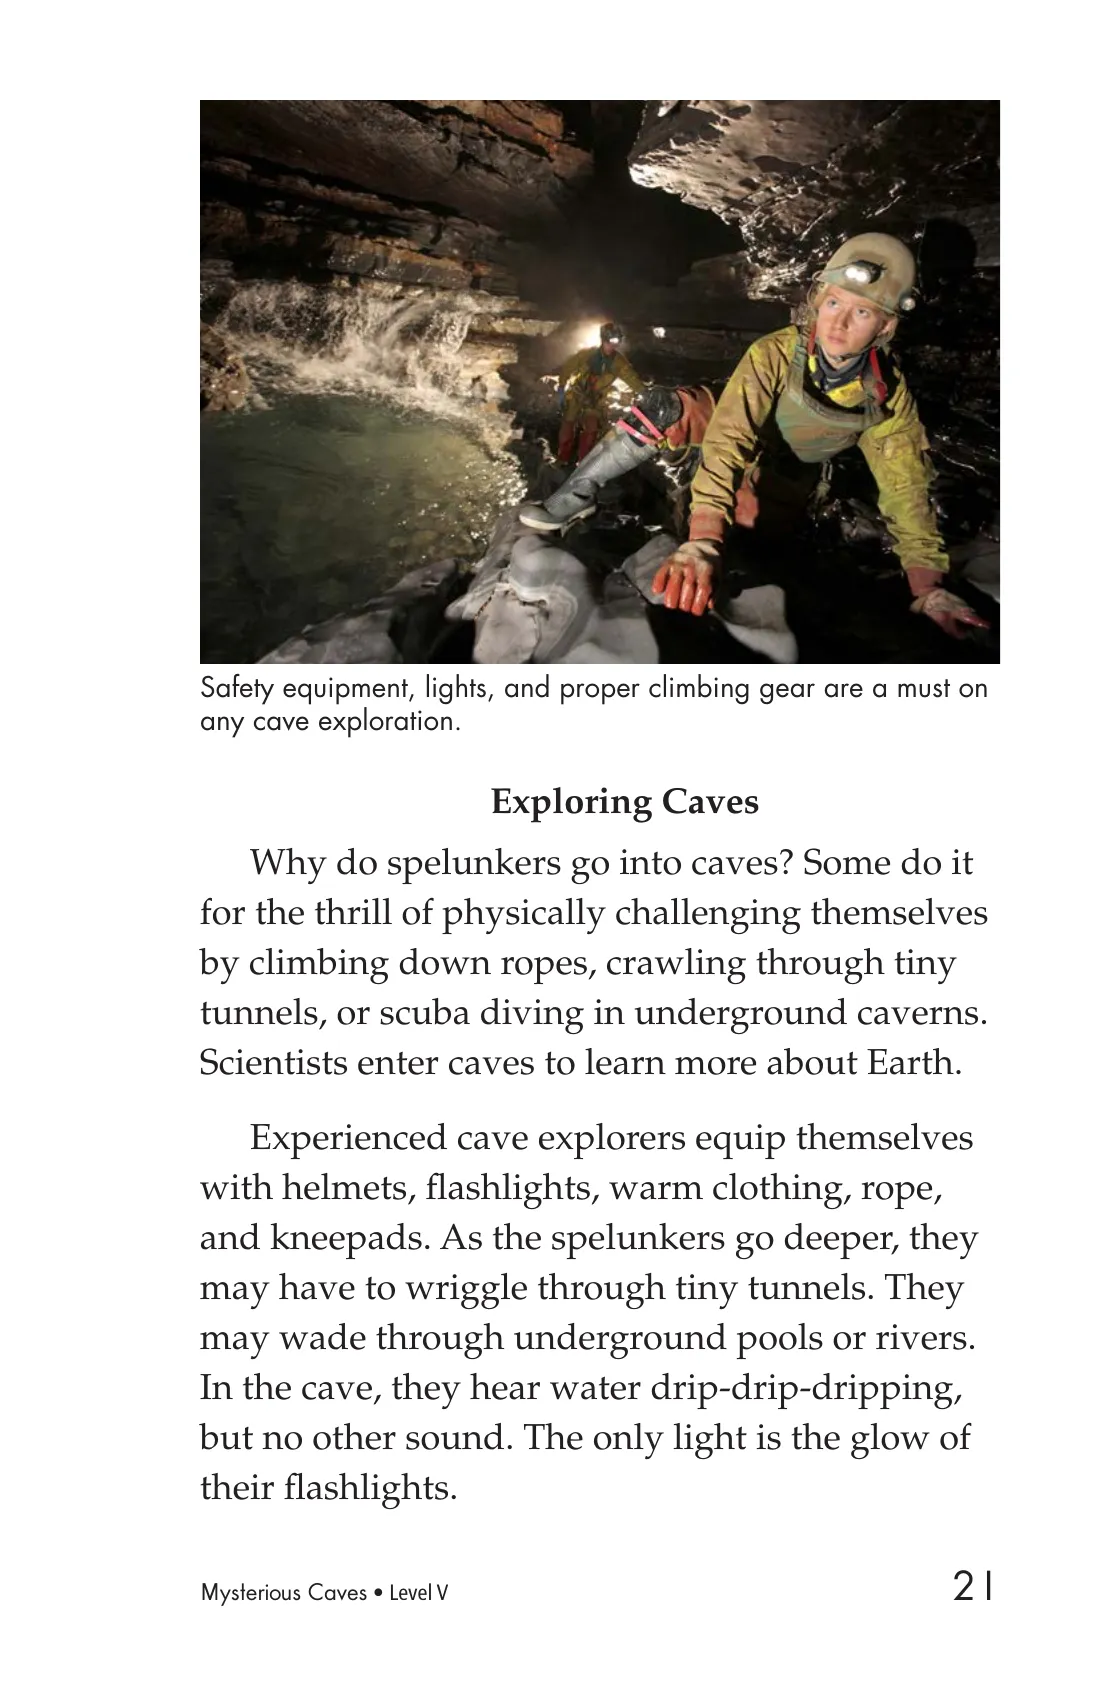 Safety equipment, lights, and proper climbing gear are a must on
any cave exploration.
Exploring Caves
Why do spelunkers go into caves? Some do it
for the thrill of physically challenging themselves
by climbing down ropes, crawling through tiny
tunnels, or scuba diving in underground caverns.
Scientists enter caves to learn more about Earth.
Experienced cave explorers equip themselves
with helmets, flashlights, warm clothing, rope,
and kneepads. As the spelunkers go deeper, they
may have to wriggle through tiny tunnels. They
may wade through underground pools or rivers.
In the cave, they hear water drip-drip-dripping,
but no other sound. The only light is the glow of
their flashlights.
Mysterious Caves • Level V
21